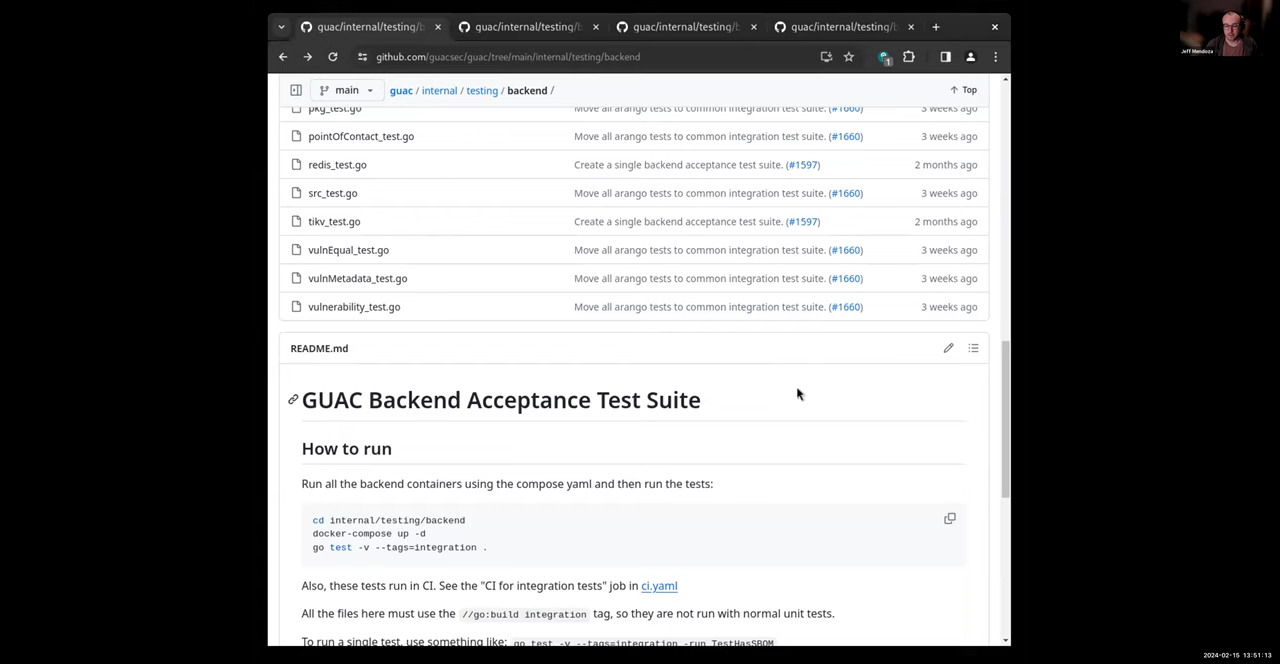 guac/internal/testing/b
guac/internal/testing/b
guac/internal/testing/b
guac/internal/testing/b
github.com/guacsec/guac/tree/main/internal/testing/backend
1
Jeff Mendoza
main
guac / internal / testing / backend /
Top
pkg_test.go Move all arango tests to common integration test suite. (#1660) 3 weeks ago
pointOfContact_test.go Move all arango tests to common integration test suite. (#1660) 3 weeks ago
redis_test.go Create a single backend acceptance test suite. (#1597) 2 months ago
src_test.go Move all arango tests to common integration test suite. (#1660) 3 weeks ago
tikv_test.go Create a single backend acceptance test suite. (#1597) 2 months ago
vulnEqual_test.go Move all arango tests to common integration test suite. (#1660) 3 weeks ago
vulnMetadata_test.go Move all arango tests to common integration test suite. (#1660) 3 weeks ago
vulnerability_test.go Move all arango tests to common integration test suite. (#1660) 3 weeks ago
README.md
GUAC Backend Acceptance Test Suite
How to run
Run all the backend containers using the compose yaml and then run the tests:
cd internal/testing/backend
docker-compose up -d
go test -v --tags=integration .
Also, these tests run in CI. See the "CI for integration tests" job in ci.yaml
All the files here must use the //go:build integration tag, so they are not run with normal unit tests.
To run a single test, use something like: go test -v --tags=integration -run TestHasSBOM
2024-02-15 13:51:13